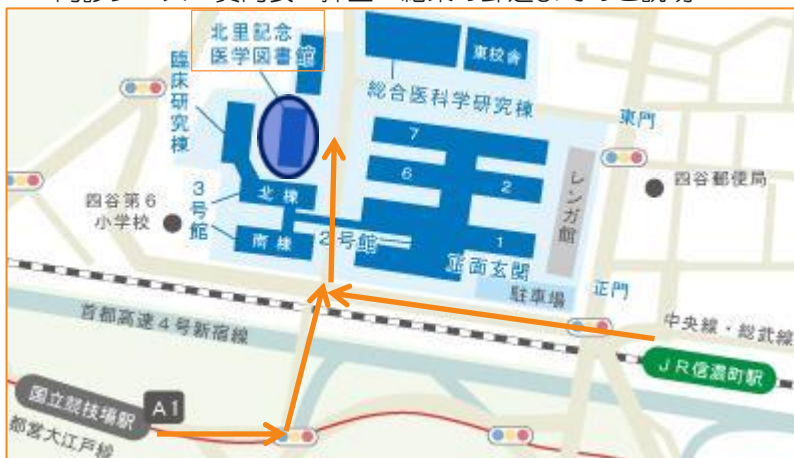 北里記念
医学図書館
東校舎
臨床研究棟
総合医科学研究棟
東門
7
6
2
1
レンガ館
四谷郵便局
四谷第6
小学校
3号館
北棟
南棟
2号館
正面玄関
駐車場
正門
首都高速4号新宿線
中央線・総武線
JR信濃町駅
国立競技場駅
A1
都営大江戸線